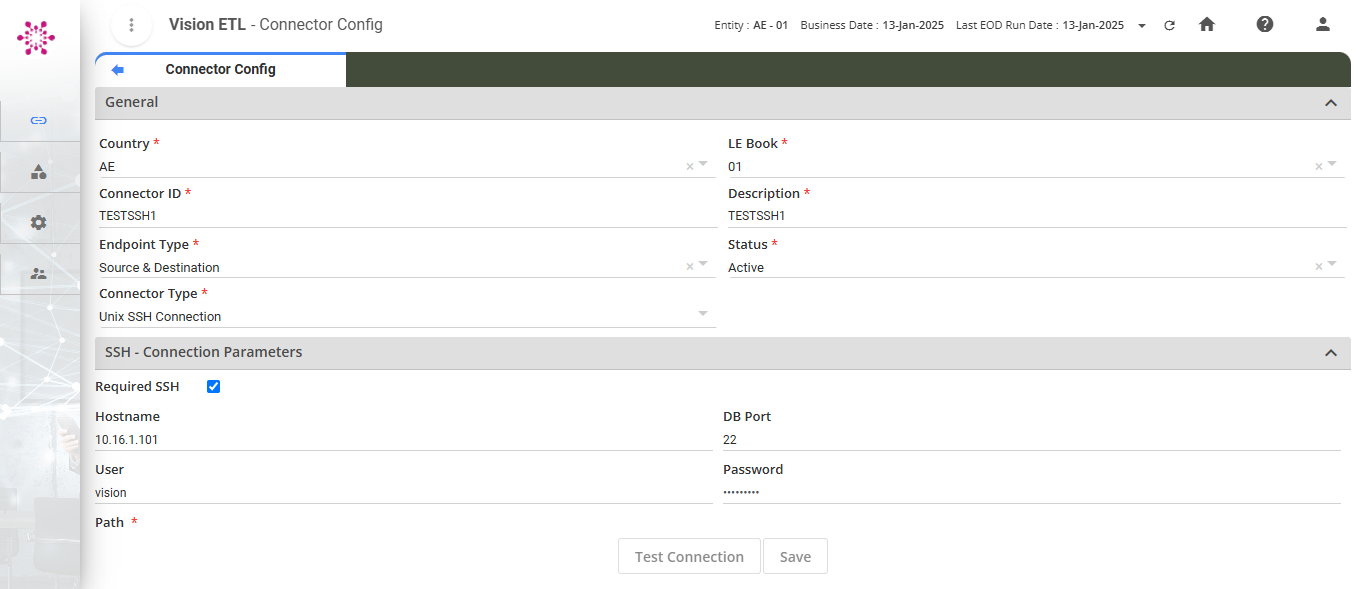 Vision ETL - Connector Config
Entity : AE - 01 Business Date : 13-Jan-2025 Last EOD Run Date : 13-Jan-2025
Connector Config
General
Country * LE Book *
AE 01
Connector ID * Description *
TESTSSH1 TESTSSH1
Endpoint Type * Status *
Source & Destination Active
Connector Type *
Unix SSH Connection
SSH - Connection Parameters
Required SSH
Hostname DB Port
10.16.1.101 22
User Password
vision •••••••••
Path *
Test Connection Save